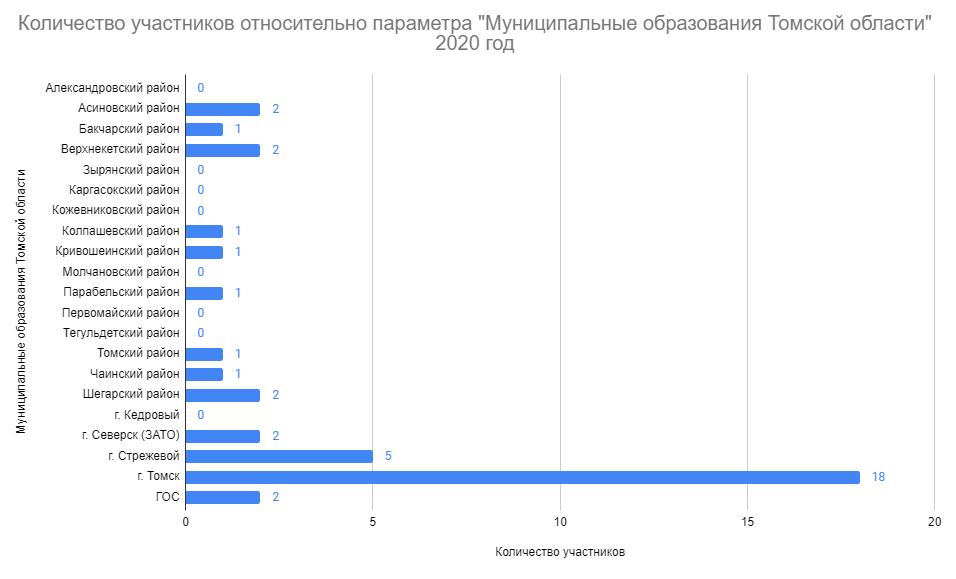 Количество участников относительно параметра "Муниципальные образования Томской области"
2020 год
Муниципальные образования Томской области
Александровский район 0
Асиновский район 2
Бакчарский район 1
Верхнекетский район 2
Зырянский район 0
Каргасокский район 0
Кожевниковский район 0
Колпашевский район 1
Кривошеинский район 1
Молчановский район 0
Парабельский район 1
Первомайский район 0
Тегульдетский район 0
Томский район 1
Чаинский район 1
Шегарский район 2
г. Кедровый 0
г. Северск (ЗАТО) 2
г. Стрежевой 5
г. Томск 18
ГОС 2
0 5 10 15 20
Количество участников